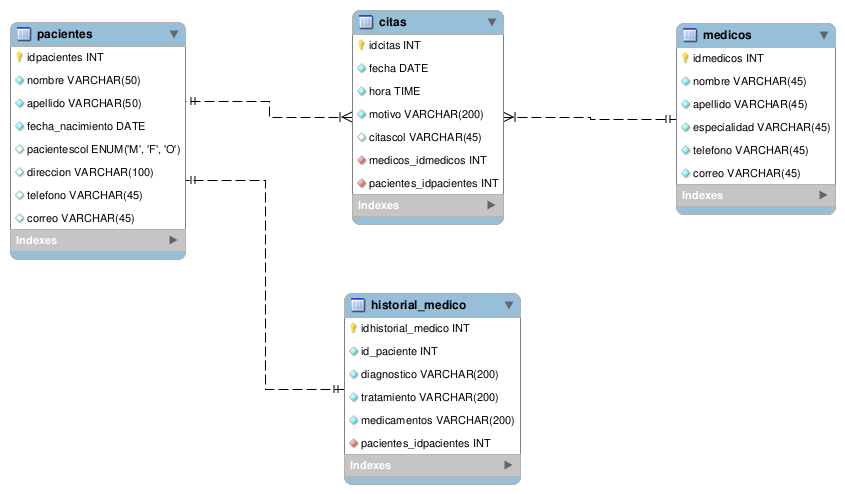 pacientes
idpacientes INT
nombre VARCHAR(50)
apellido VARCHAR(50)
fecha_nacimiento DATE
pacientescol ENUM('M', 'F', 'O')
direccion VARCHAR(100)
telefono VARCHAR(45)
correo VARCHAR(45)
Indexes
citas
idcitas INT
fecha DATE
hora TIME
motivo VARCHAR(200)
citascol VARCHAR(45)
medicos_idmedicos INT
pacientes_idpacientes INT
Indexes
medicos
idmedicos INT
nombre VARCHAR(45)
apellido VARCHAR(45)
especialidad VARCHAR(45)
telefono VARCHAR(45)
correo VARCHAR(45)
Indexes
historial_medico
idhistorial_medico INT
id_paciente INT
diagnostico VARCHAR(200)
tratamiento VARCHAR(200)
medicamentos VARCHAR(200)
pacientes_idpacientes INT
Indexes